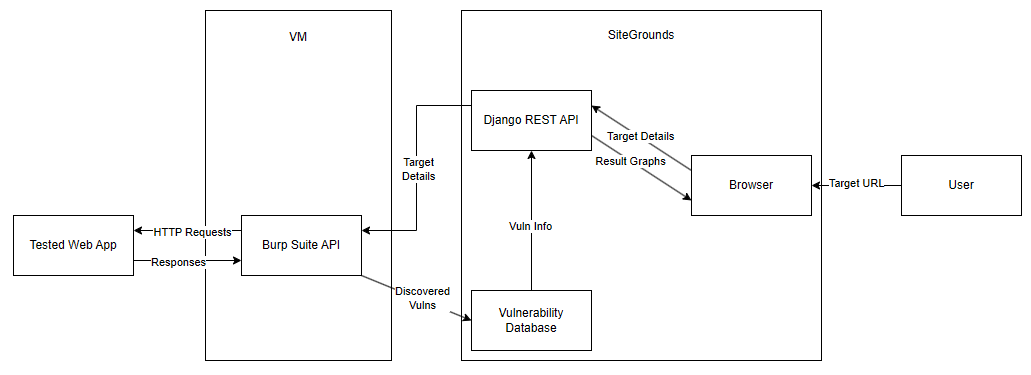 VM
SiteGrounds
Django REST API
Target Details
Result Graphs
Target
Details
Browser
Target URL
User
Vuln Info
Tested Web App
HTTP Requests
Responses
Burp Suite API
Discovered
Vulns
Vulnerability
Database